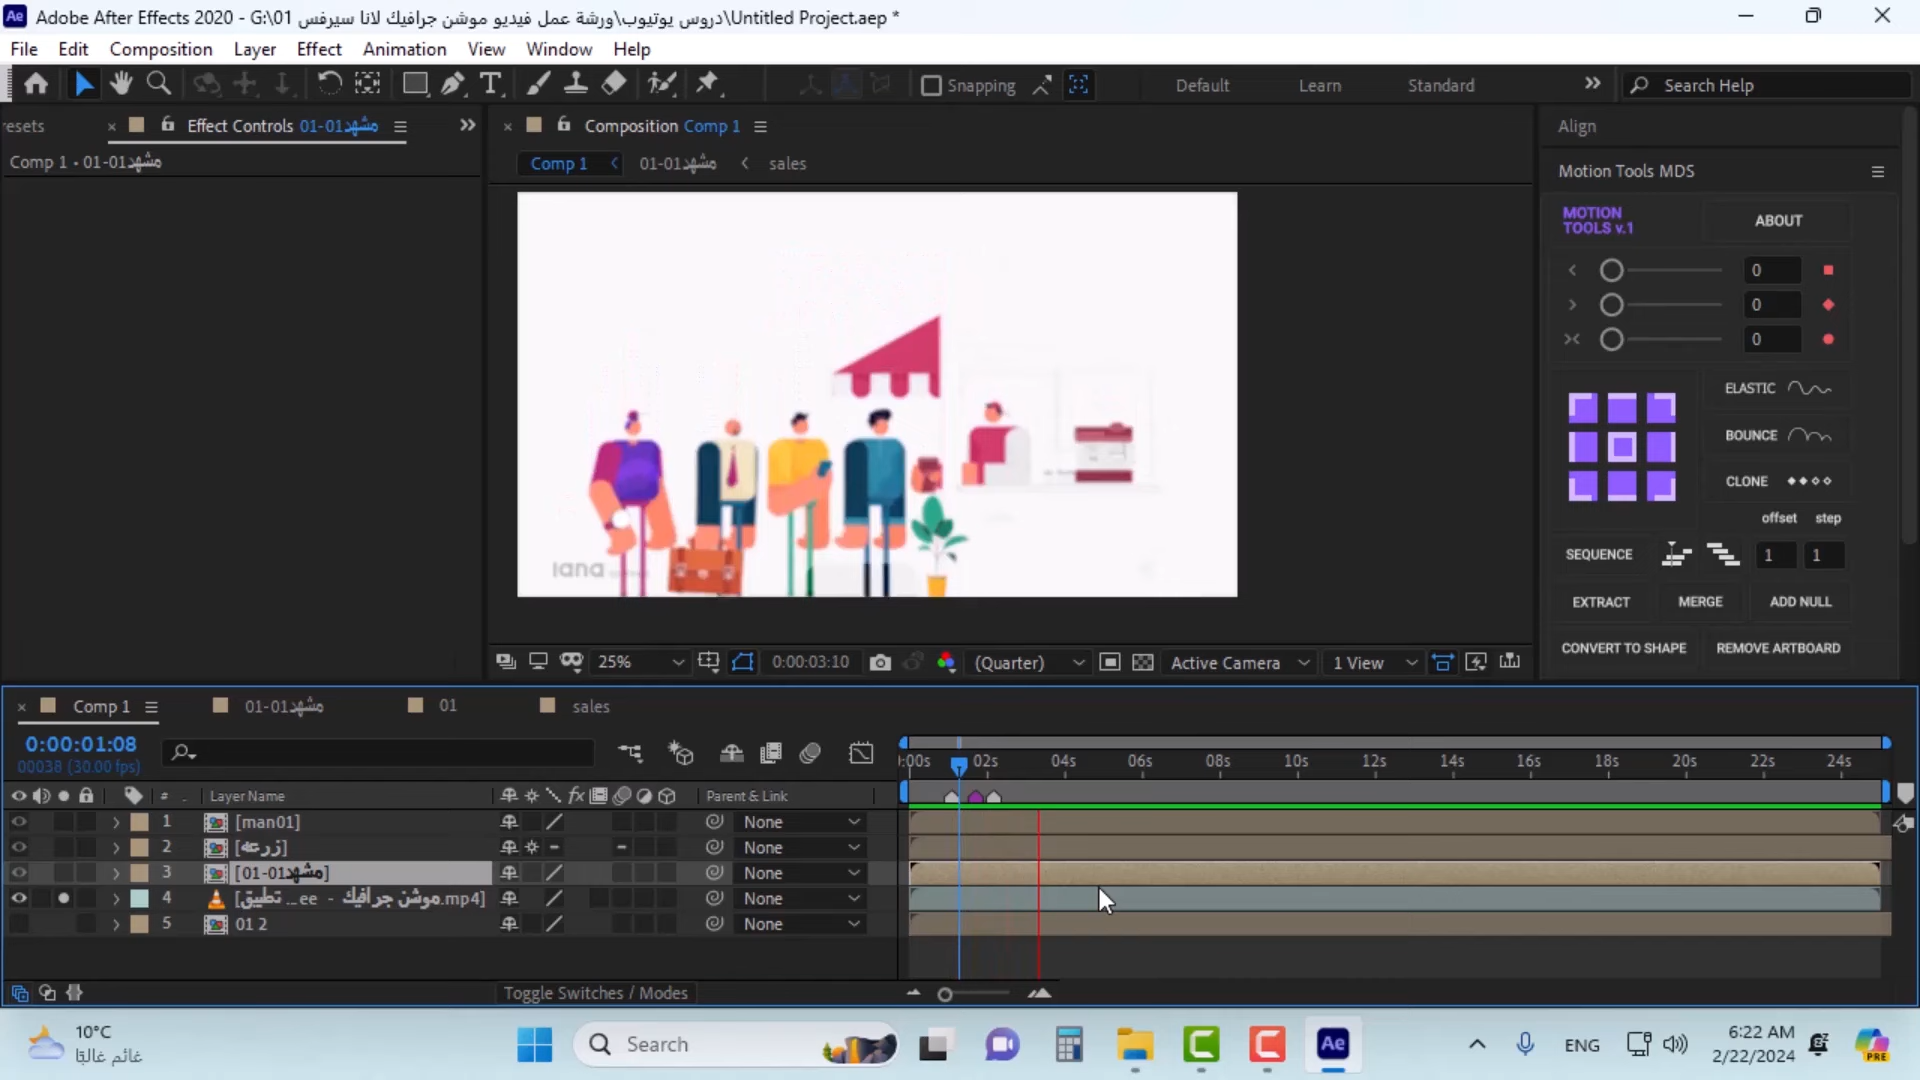 Adobe After Effects 2020 - G:\01 دروس يوتيوب\ورشة عمل فيديو موشن جرافيك لانا سيرفس\Untitled Project.aep *
File Edit Composition Layer Effect Animation View Window Help
Snapping Default Learn Standard Search Help
resets Effect Controls 01-01مشهد
Composition Comp 1
Align
Comp 1 • 01-01مشهد
Comp 1 01-01مشهد sales
Motion Tools MDS
MOTION TOOLS v.1 ABOUT
0
0
0
ELASTIC
BOUNCE
CLONE
offset step
SEQUENCE 1 1
EXTRACT MERGE ADD NULL
CONVERT TO SHAPE REMOVE ARTBOARD
lana
25% 0:00:03:10 (Quarter) Active Camera 1 View
Comp 1 01-01مشهد 01 sales
0:00:01:08
00038 (30.00 fps)
:00s 02s 04s 06s 08s 10s 12s 14s 16s 18s 20s 22s 24s
# Layer Name fx Parent & Link
1 [man01] None
2 [زرعه] None
3 [01-01مشهد] None
4 [موشن جرافيك - ee ... تطبيق.mp4] None
5 01 2 None
Toggle Switches / Modes
10°C
غائم غالبًا
Search
ENG
6:22 AM
2/22/2024
PRE